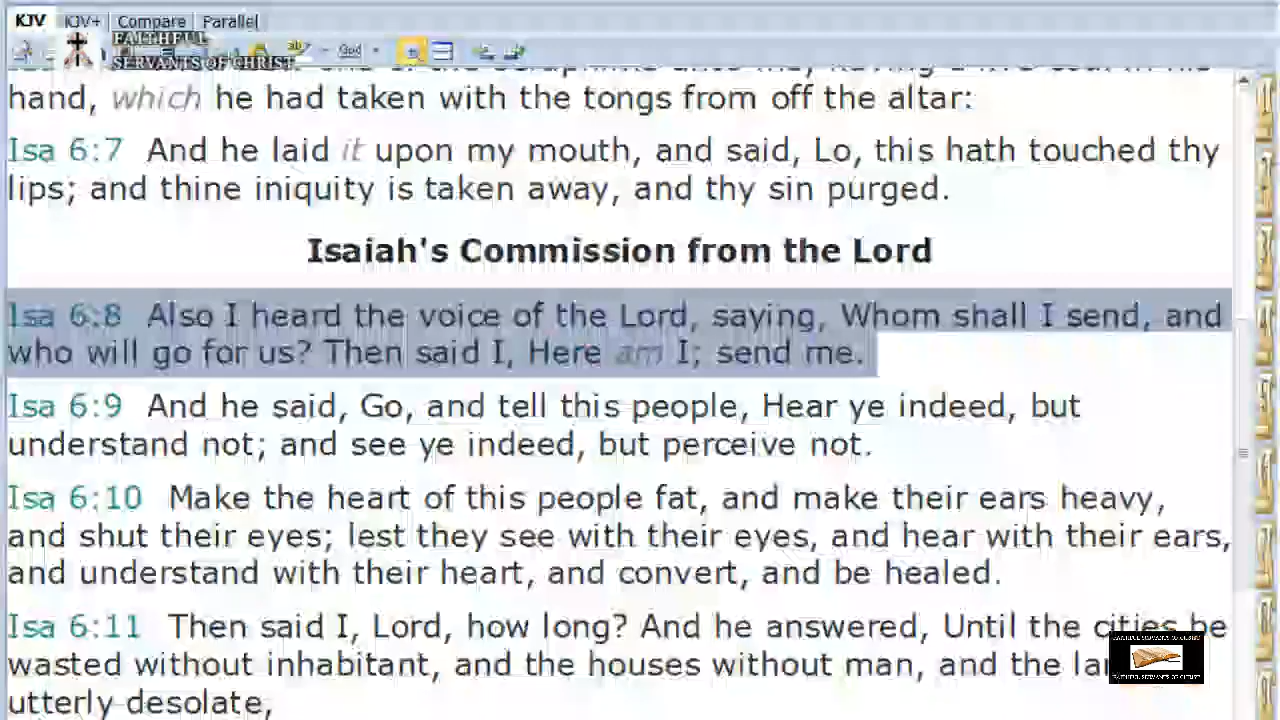 KJV KJV+ Compare Parallel
FAITHFUL
SERVANTS OF CHRIST
hand, which he had taken with the tongs from off the altar:
Isa 6:7 And he laid it upon my mouth, and said, Lo, this hath touched thy
lips; and thine iniquity is taken away, and thy sin purged.
Isaiah's Commission from the Lord
Isa 6:8 Also I heard the voice of the Lord, saying, Whom shall I send, and
who will go for us? Then said I, Here am I; send me.
Isa 6:9 And he said, Go, and tell this people, Hear ye indeed, but
understand not; and see ye indeed, but perceive not.
Isa 6:10 Make the heart of this people fat, and make their ears heavy,
and shut their eyes; lest they see with their eyes, and hear with their ears,
and understand with their heart, and convert, and be healed.
Isa 6:11 Then said I, Lord, how long? And he answered, Until the cities be
wasted without inhabitant, and the houses without man, and the
utterly desolate,
FAITHFUL SERVANTS OF CHRIST
FAITHFUL SERVANTS OF CHRIST